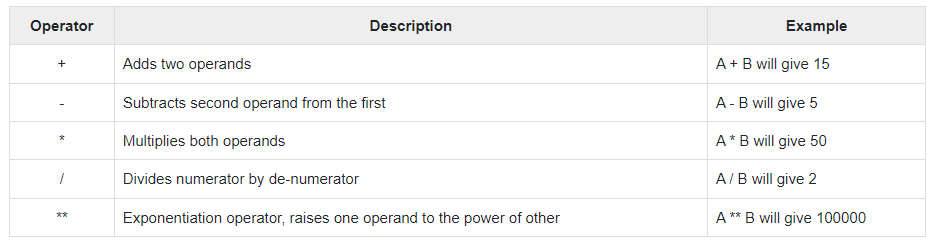 Operator Description Example
+ Adds two operands A + B will give 15
- Subtracts second operand from the first A - B will give 5
* Multiplies both operands A * B will give 50
/ Divides numerator by de-numerator A / B will give 2
** Exponentiation operator, raises one operand to the power of other A ** B will give 100000